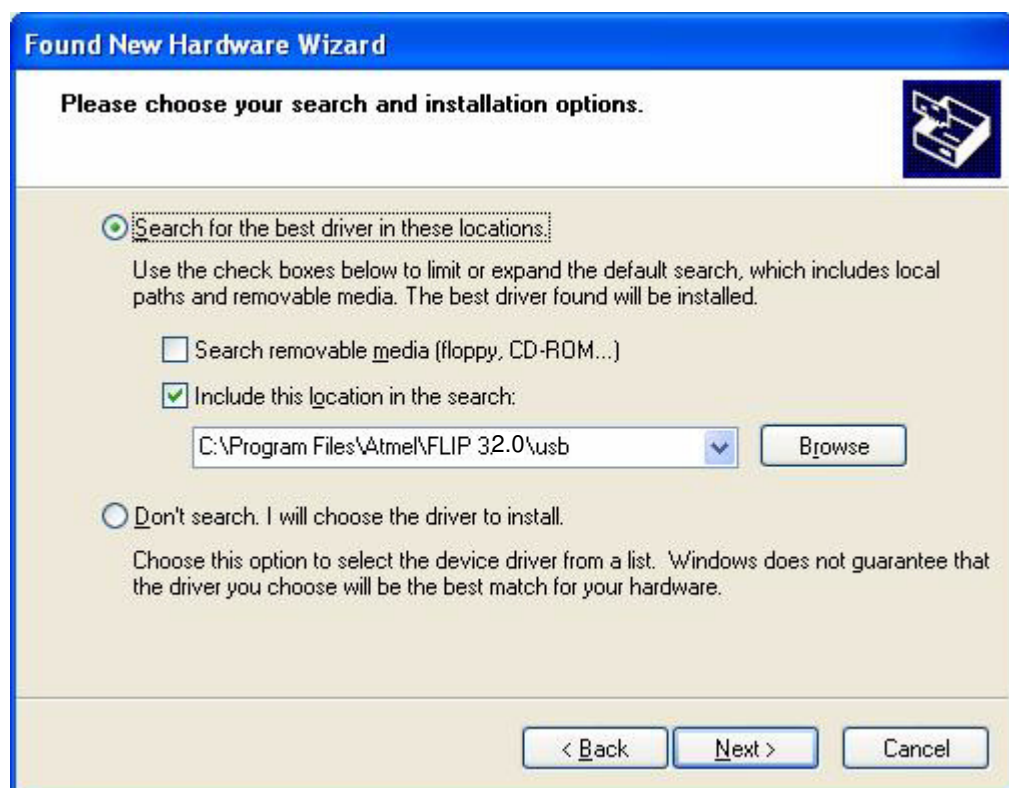 Found New Hardware Wizard
Please choose your search and installation options.
Search for the best driver in these locations.
Use the check boxes below to limit or expand the default search, which includes local
paths and removable media. The best driver found will be installed.
Search removable media (floppy, CD-ROM...)
Include this location in the search:
C:\Program Files\Atmel\FLIP 3.2.0\usb
Browse
Don't search. I will choose the driver to install.
Choose this option to select the device driver from a list. Windows does not guarantee that
the driver you choose will be the best match for your hardware.
< Back
Next >
Cancel